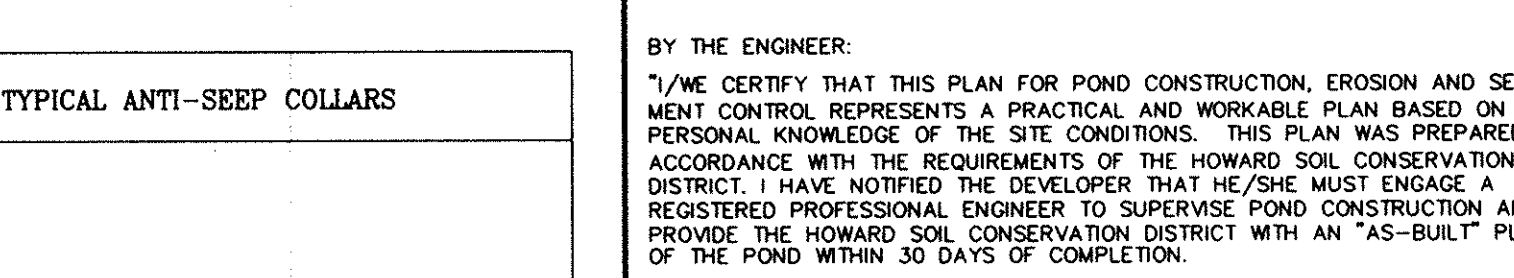 TYPICAL ANTI-SEEP COLLARS
BY THE ENGINEER:
"I/WE CERTIFY THAT THIS PLAN FOR POND CONSTRUCTION, EROSION AND SE
MENT CONTROL REPRESENTS A PRACTICAL AND WORKABLE PLAN BASED ON
PERSONAL KNOWLEDGE OF THE SITE CONDITIONS. THIS PLAN WAS PREPARE
ACCORDANCE WITH THE REQUIREMENTS OF THE HOWARD SOIL CONSERVATION
DISTRICT. I HAVE NOTIFIED THE DEVELOPER THAT HE/SHE MUST ENGAGE A
REGISTERED PROFESSIONAL ENGINEER TO SUPERVISE POND CONSTRUCTION A
PROVIDE THE HOWARD SOIL CONSERVATION DISTRICT WITH AN "AS-BUILT" PL
OF THE POND WITHIN 30 DAYS OF COMPLETION.